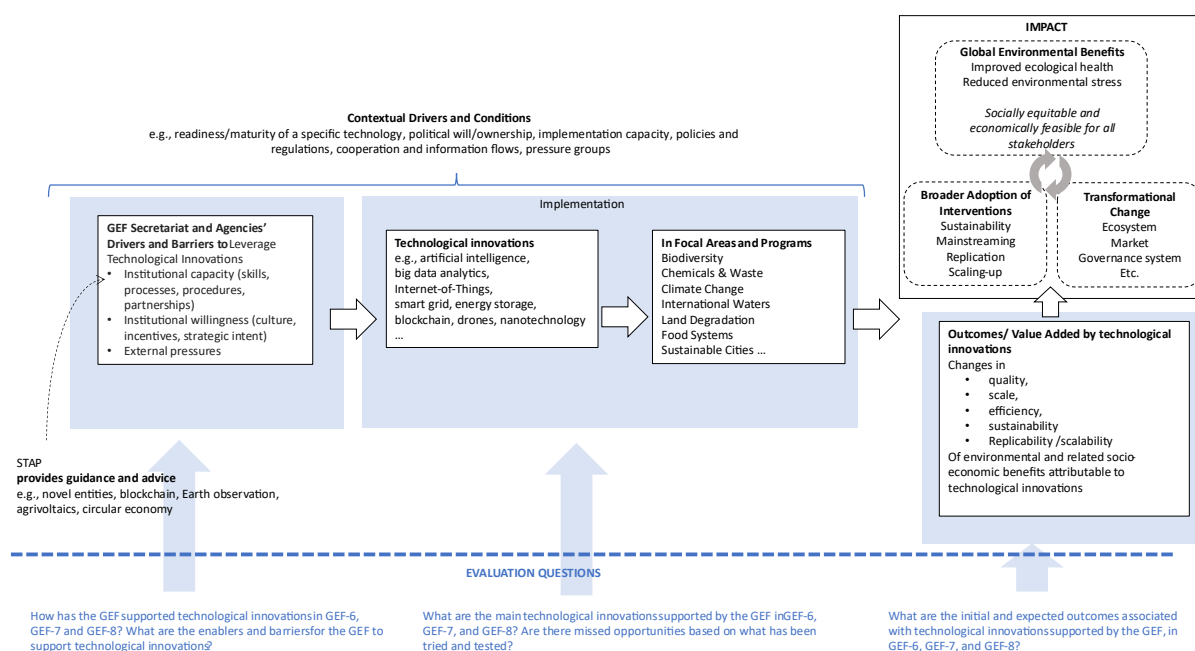 IMPACT
Global Environmental Benefits
Improved ecological health
Reduced environmental stress
Socially equitable and
economically feasible for all
stakeholders
Broader Adoption of
Interventions
Sustainability
Mainstreaming
Replication
Scaling-up
Transformational
Change
Ecosystem
Market
Governance system
Etc.
Contextual Drivers and Conditions
e.g., readiness/maturity of a specific technology, political will/ownership, implementation capacity, policies and
regulations, cooperation and information flows, pressure groups
GEF Secretariat and Agencies'
Drivers and Barriers to Leverage
Technological Innovations
• Institutional capacity (skills,
processes, procedures,
partnerships)
• Institutional willingness (culture,
incentives, strategic intent)
• External pressures
Implementation
Technological innovations
e.g., artificial intelligence,
big data analytics,
Internet-of-Things,
smart grid, energy storage,
blockchain, drones, nanotechnology
...
In Focal Areas and Programs
Biodiversity
Chemicals & Waste
Climate Change
International Waters
Land Degradation
Food Systems
Sustainable Cities ...
Outcomes/ Value Added by technological
innovations
Changes in
• quality,
• scale,
• efficiency,
• sustainability
• Replicability /scalability
Of environmental and related socio-
economic benefits attributable to
technological innovations
STAP
provides guidance and advice
e.g., novel entities, blockchain, Earth observation,
agrivoltaics, circular economy
EVALUATION QUESTIONS
How has the GEF supported technological innovations in GEF-6,
GEF-7 and GEF-8? What are the enablers and barriersfor the GEF to
support technological innovations?
What are the main technological innovations supported by the GEF inGEF-6,
GEF-7, and GEF-8? Are there missed opportunities based on what has been
tried and tested?
What are the initial and expected outcomes associated
with technological innovations supported by the GEF, in
GEF-6, GEF-7, and GEF-8?